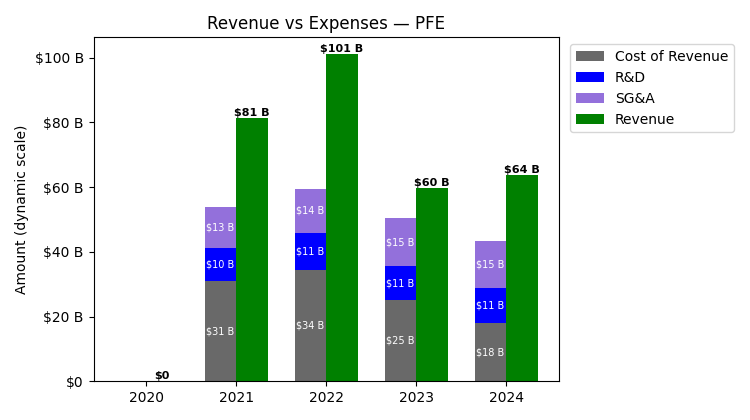 Revenue vs Expenses — PFE
Amount (dynamic scale)
$100 B
$80 B
$60 B
$40 B
$20 B
$0
$0
$81 B
$13 B
$10 B
$31 B
$101 B
$14 B
$11 B
$34 B
$60 B
$15 B
$11 B
$25 B
$64 B
$15 B
$11 B
$18 B
2020 2021 2022 2023 2024
Cost of Revenue
R&D
SG&A
Revenue